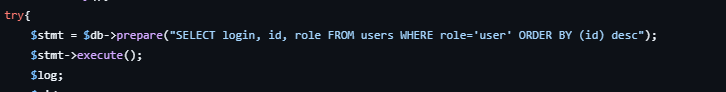 try{
$stmt = $db->prepare("SELECT login, id, role FROM users WHERE role='user' ORDER BY (id) desc");
$stmt->execute();
$log;